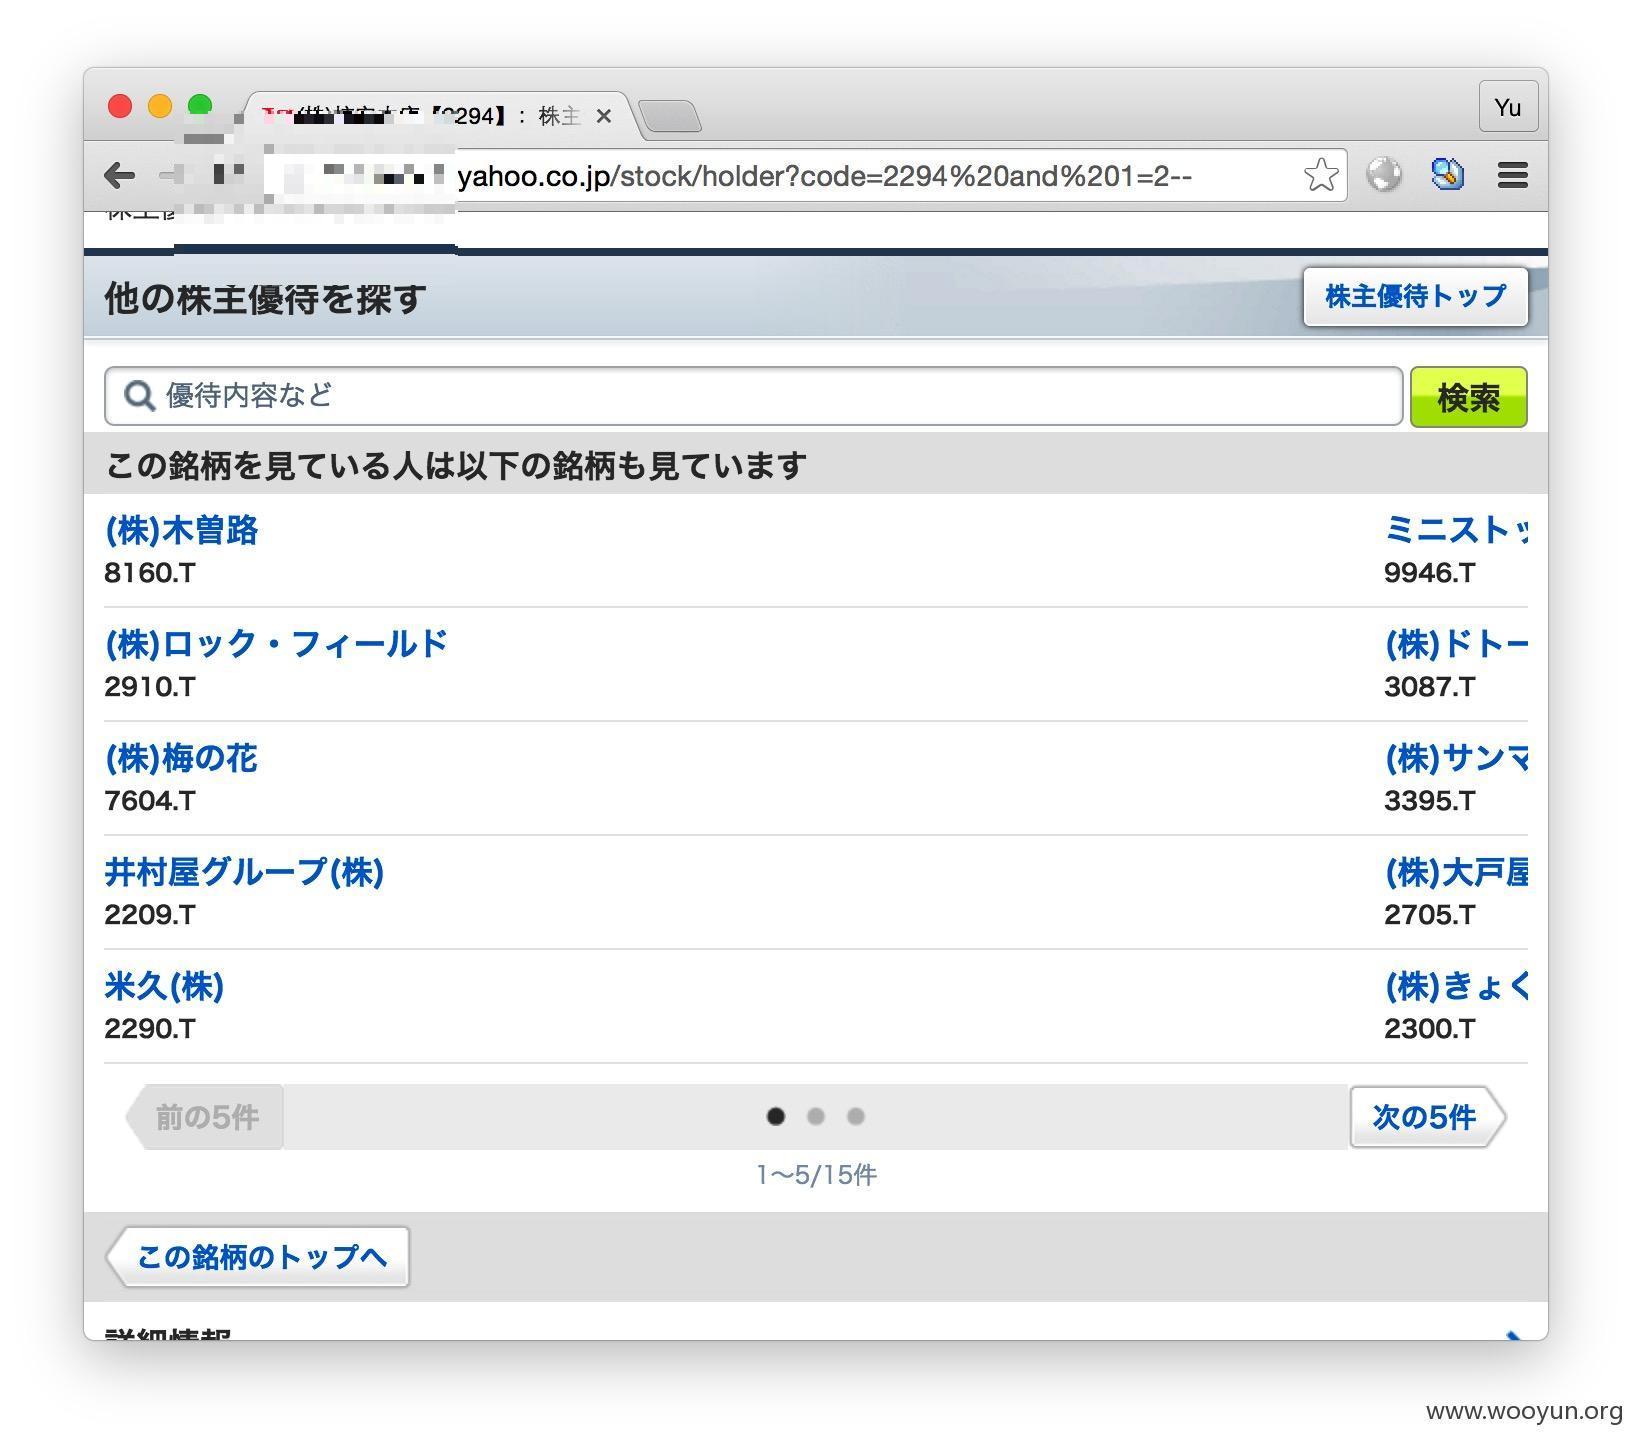 2294】: 株主
Yu
yahoo.co.jp/stock/holder?code=2294%20and%201=2--
他の株主優待を探す
株主優待トップ
優待内容など
検索
この銘柄を見ている人は以下の銘柄も見ています
(株)木曽路
8160.T
ミニストッ
9946.T
(株)ロック・フィールド
2910.T
(株)ドトー
3087.T
(株)梅の花
7604.T
(株)サンマ
3395.T
井村屋グループ(株)
2209.T
(株)大戸屋
2705.T
米久(株)
2290.T
(株)きょく
2300.T
前の5件
次の5件
1〜5/15件
この銘柄のトップへ
詳細情報
www.wooyun.org